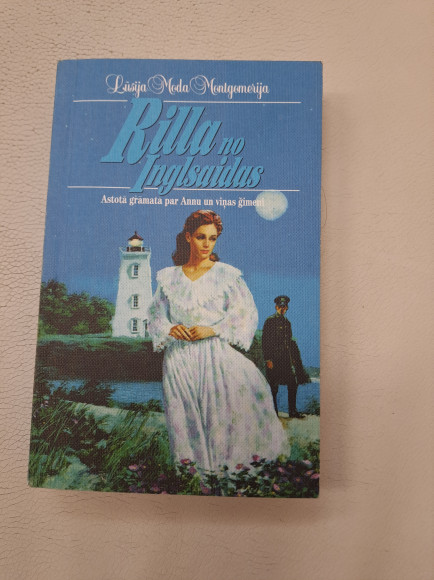 Lūsija Moda Montgomerija
Rilla no
Inglsaidas
Astotā grāmata par Annu un viņas ģimeni